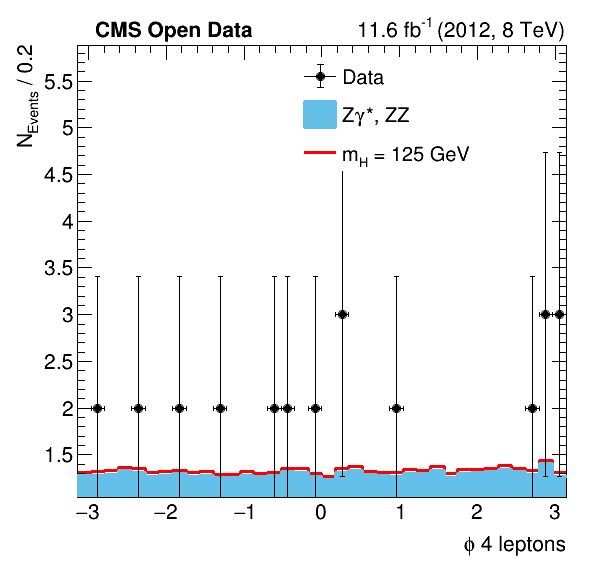 CMS Open Data 11.6 fb⁻¹ (2012, 8 TeV)
N_Events / 0.2
Data
Zγ*, ZZ
m_H = 125 GeV
5.5
5
4.5
4
3.5
3
2.5
2
1.5
−3 −2 −1 0 1 2 3
ϕ 4 leptons